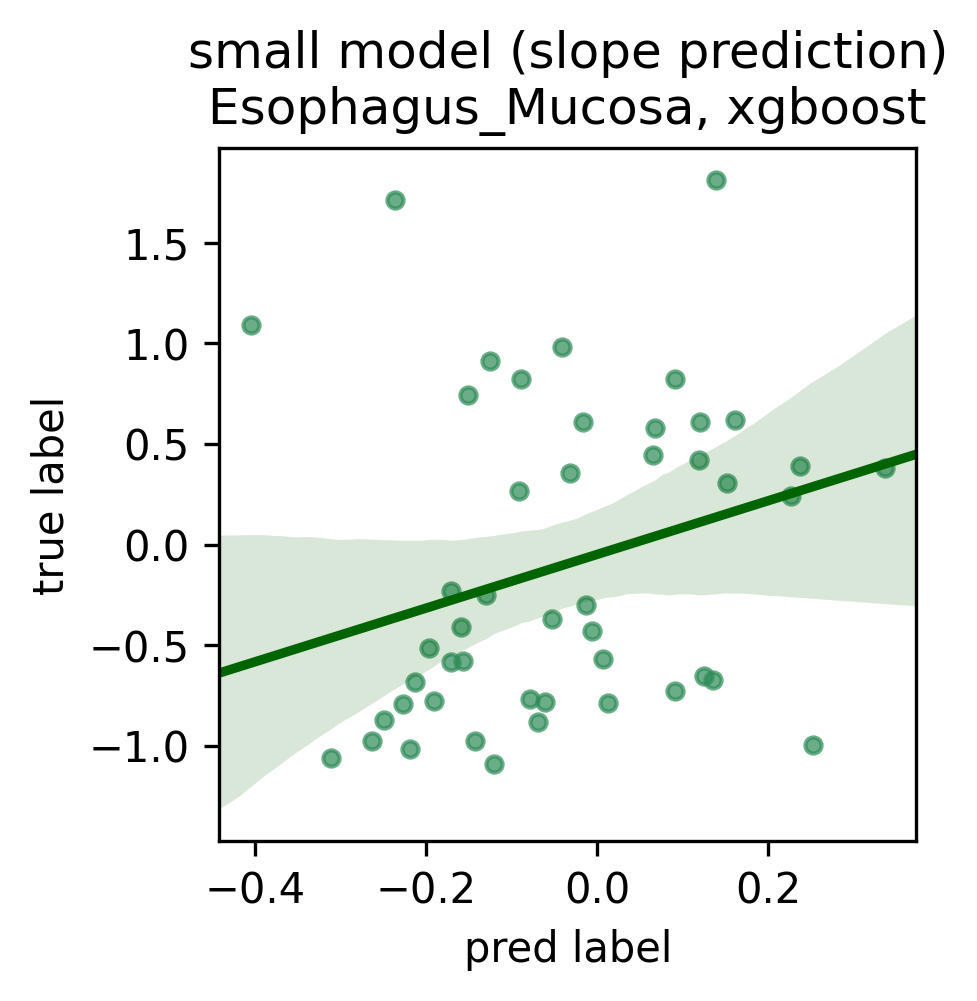 small model (slope prediction)
Esophagus_Mucosa, xgboost
1.5
1.0
0.5
0.0
−0.5
−1.0
true label
−0.4
−0.2
0.0
0.2
pred label